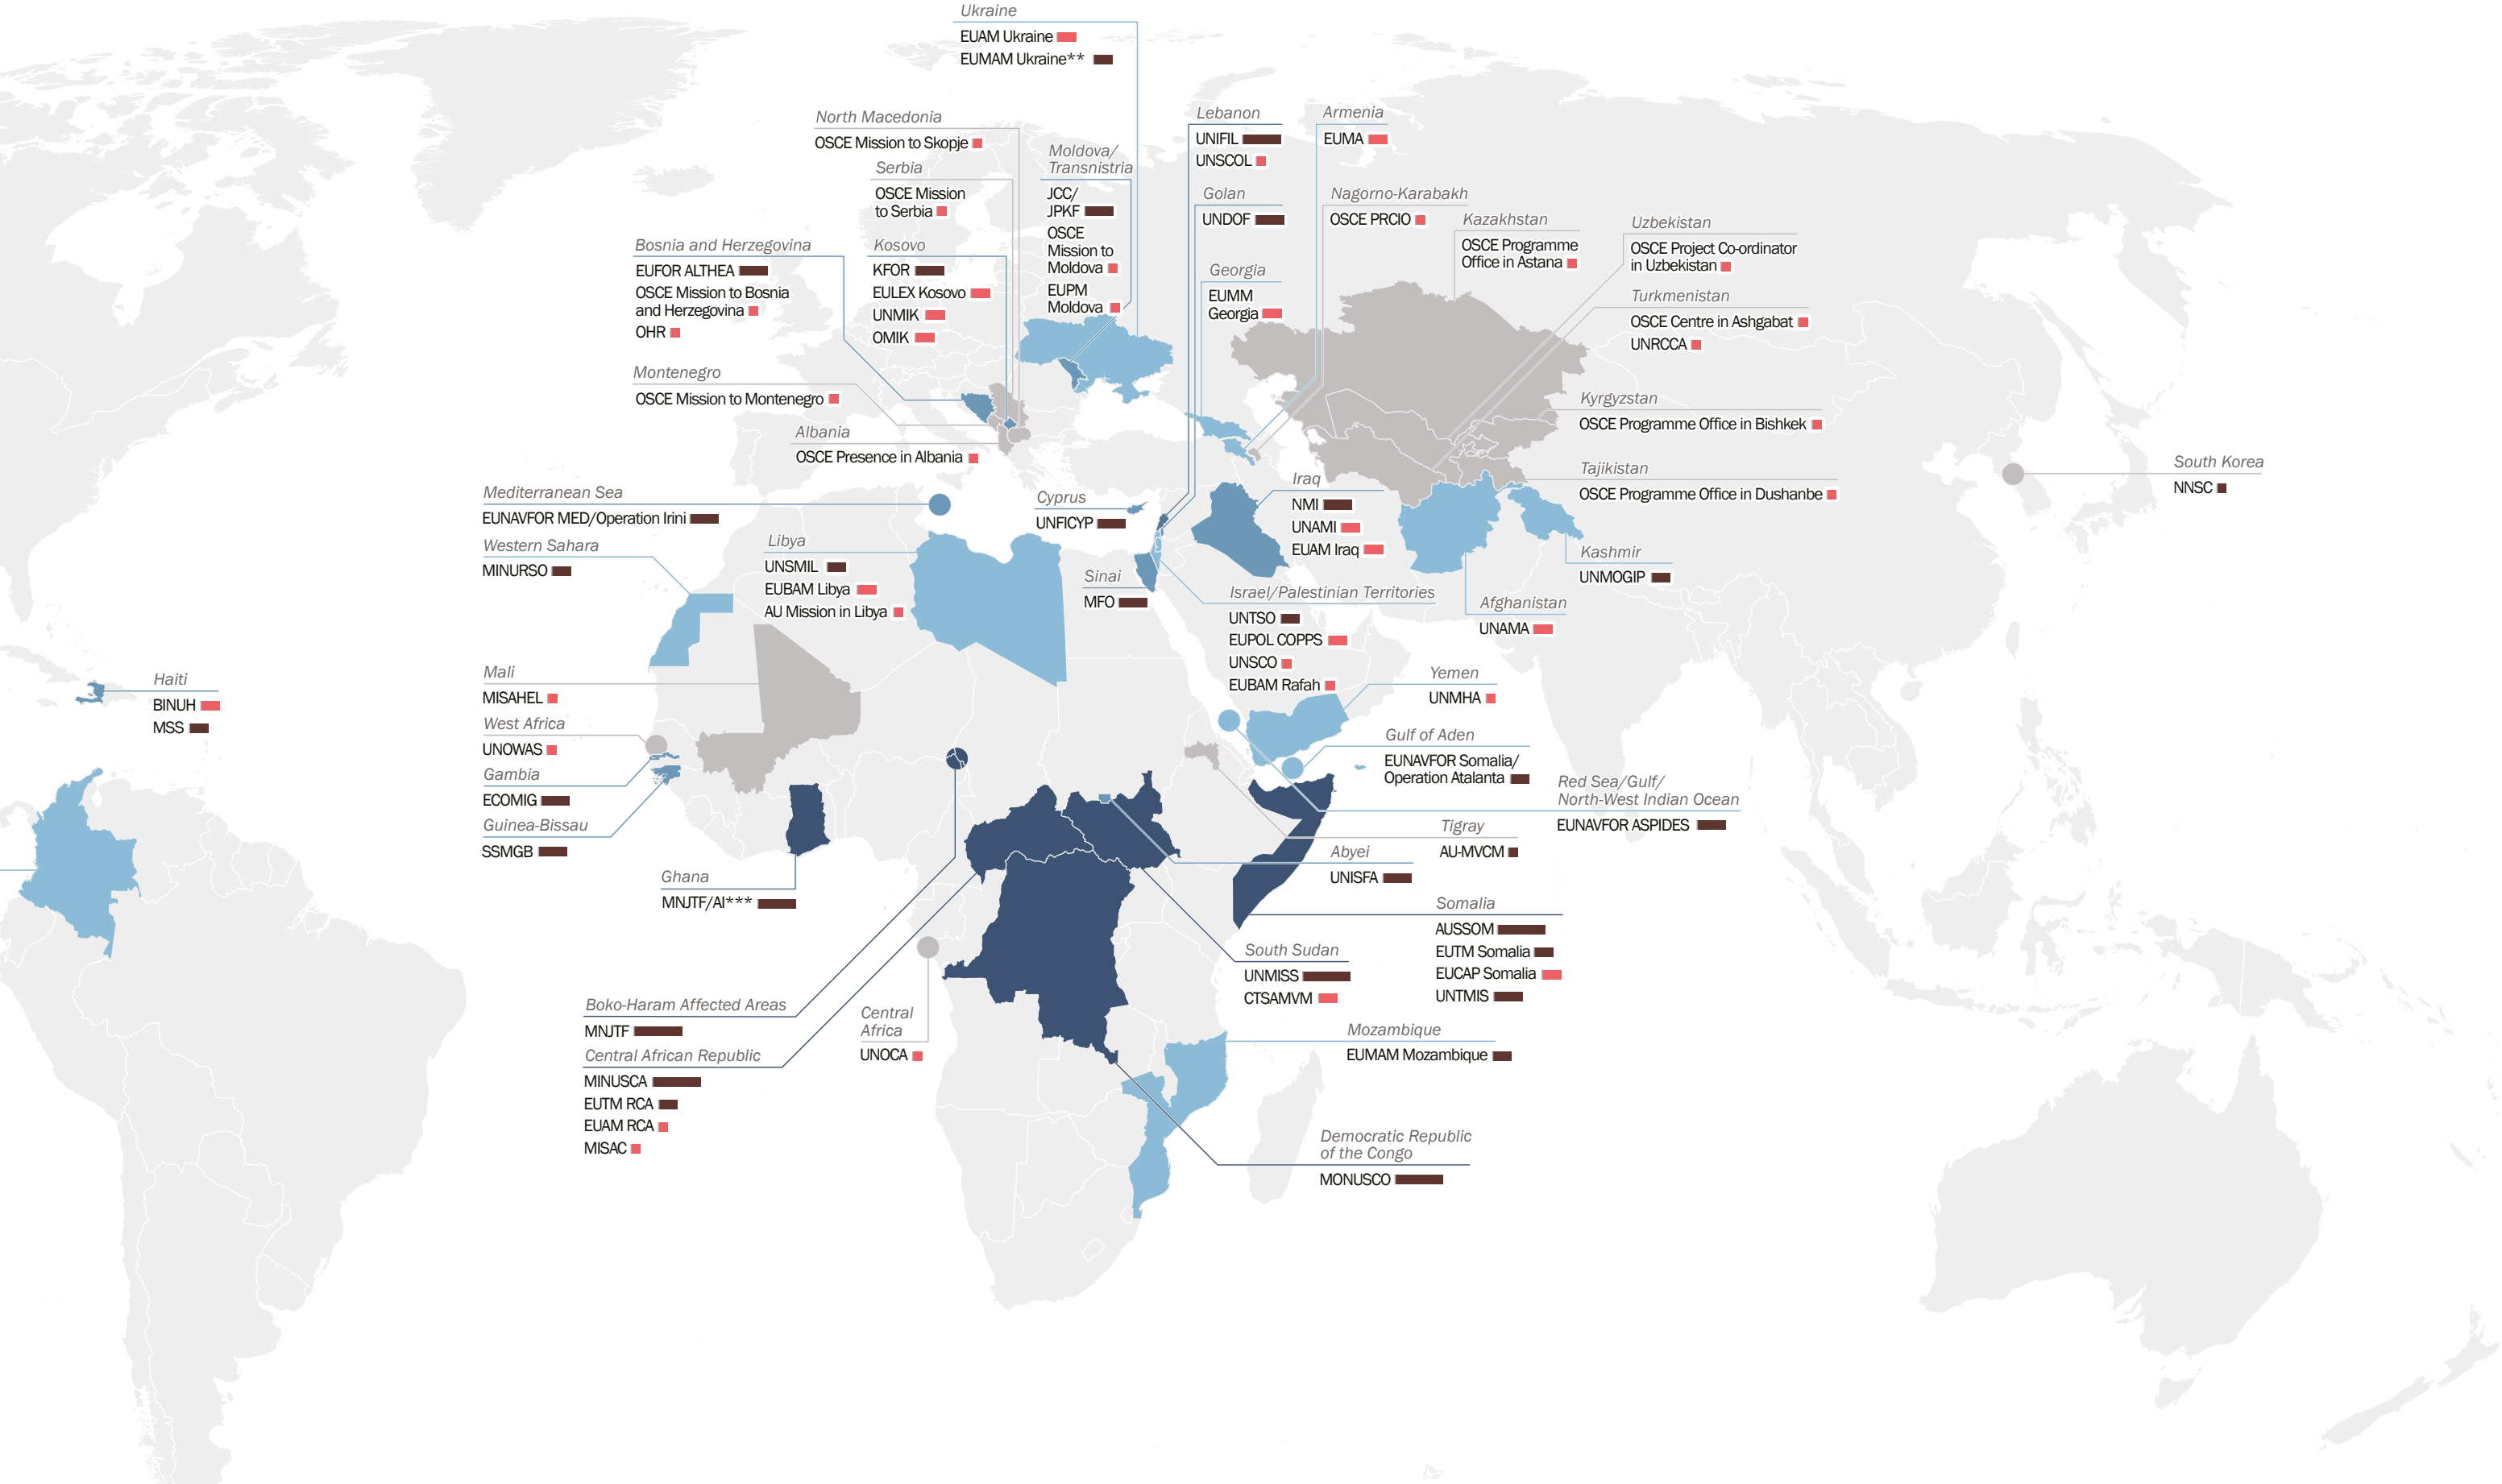 Ukraine
EUAM Ukraine
EUMAM Ukraine**
North Macedonia
OSCE Mission to Skopje
Serbia
OSCE Mission
to Serbia
Moldova/
Transnistria
JCC/
JPKF
OSCE
Mission to
Moldova
EUPM
Moldova
Bosnia and Herzegovina
EUFOR ALTHEA
OSCE Mission to Bosnia
and Herzegovina
OHR
Kosovo
KFOR
EULEX Kosovo
UNMIK
OMIK
Montenegro
OSCE Mission to Montenegro
Albania
OSCE Presence in Albania
Lebanon
UNIFIL
UNSCOL
Armenia
EUMA
Golan
UNDOF
Nagorno-Karabakh
OSCE PRCIO
Georgia
EUMM
Georgia
Kazakhstan
OSCE Programme
Office in Astana
Uzbekistan
OSCE Project Co-ordinator
in Uzbekistan
Turkmenistan
OSCE Centre in Ashgabat
UNRCCA
Kyrgyzstan
OSCE Programme Office in Bishkek
Tajikistan
OSCE Programme Office in Dushanbe
South Korea
NNSC
Mediterranean Sea
EUNAVFOR MED/Operation Irini
Western Sahara
MINURSO
Libya
UNSMIL
EUBAM Libya
AU Mission in Libya
Cyprus
UNFICYP
Sinai
MFO
Iraq
NMI
UNAMI
EUAM Iraq
Israel/Palestinian Territories
UNTSO
EUPOL COPPS
UNSCO
EUBAM Rafah
Kashmir
UNMOGIP
Afghanistan
UNAMA
Yemen
UNMHA
Gulf of Aden
EUNAVFOR Somalia/
Operation Atalanta
Red Sea/Gulf/
North-West Indian Ocean
EUNAVFOR ASPIDES
Haiti
BINUH
MSS
Mali
MISAHEL
West Africa
UNOWAS
Gambia
ECOMIG
Guinea-Bissau
SSMGB
Ghana
MNJTF/AI***
Tigray
AU-MVCM
Abyei
UNISFA
Somalia
AUSSOM
EUTM Somalia
EUCAP Somalia
UNTMIS
South Sudan
UNMISS
CTSAMVM
Boko-Haram Affected Areas
MNJTF
Central African Republic
MINUSCA
EUTM RCA
EUAM RCA
MISAC
Central
Africa
UNOCA
Mozambique
EUMAM Mozambique
Democratic Republic
of the Congo
MONUSCO